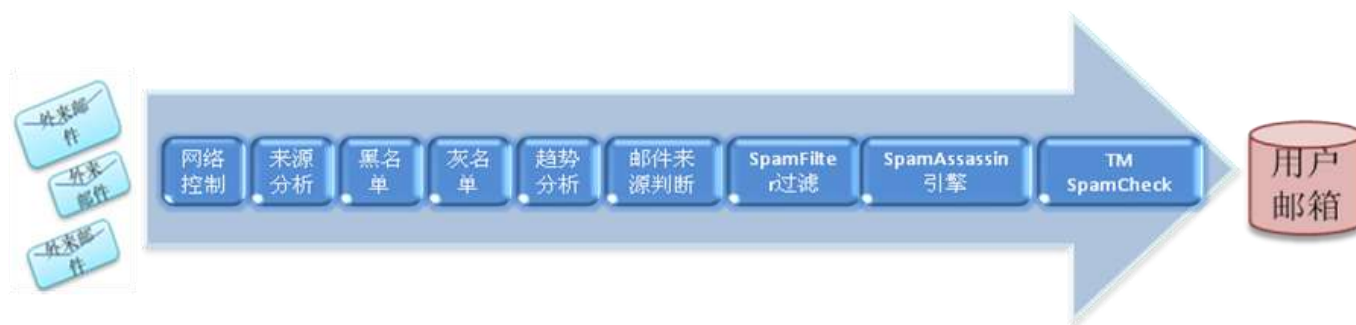 外来邮
件
外来
邮件
外来邮
件
网络
控制
来源
分析
黑名
单
灰名
单
趋势
分析
邮件来
源判断
SpamFilte
r过滤
SpamAssassin
引擎
TM
SpamCheck
用户
邮箱